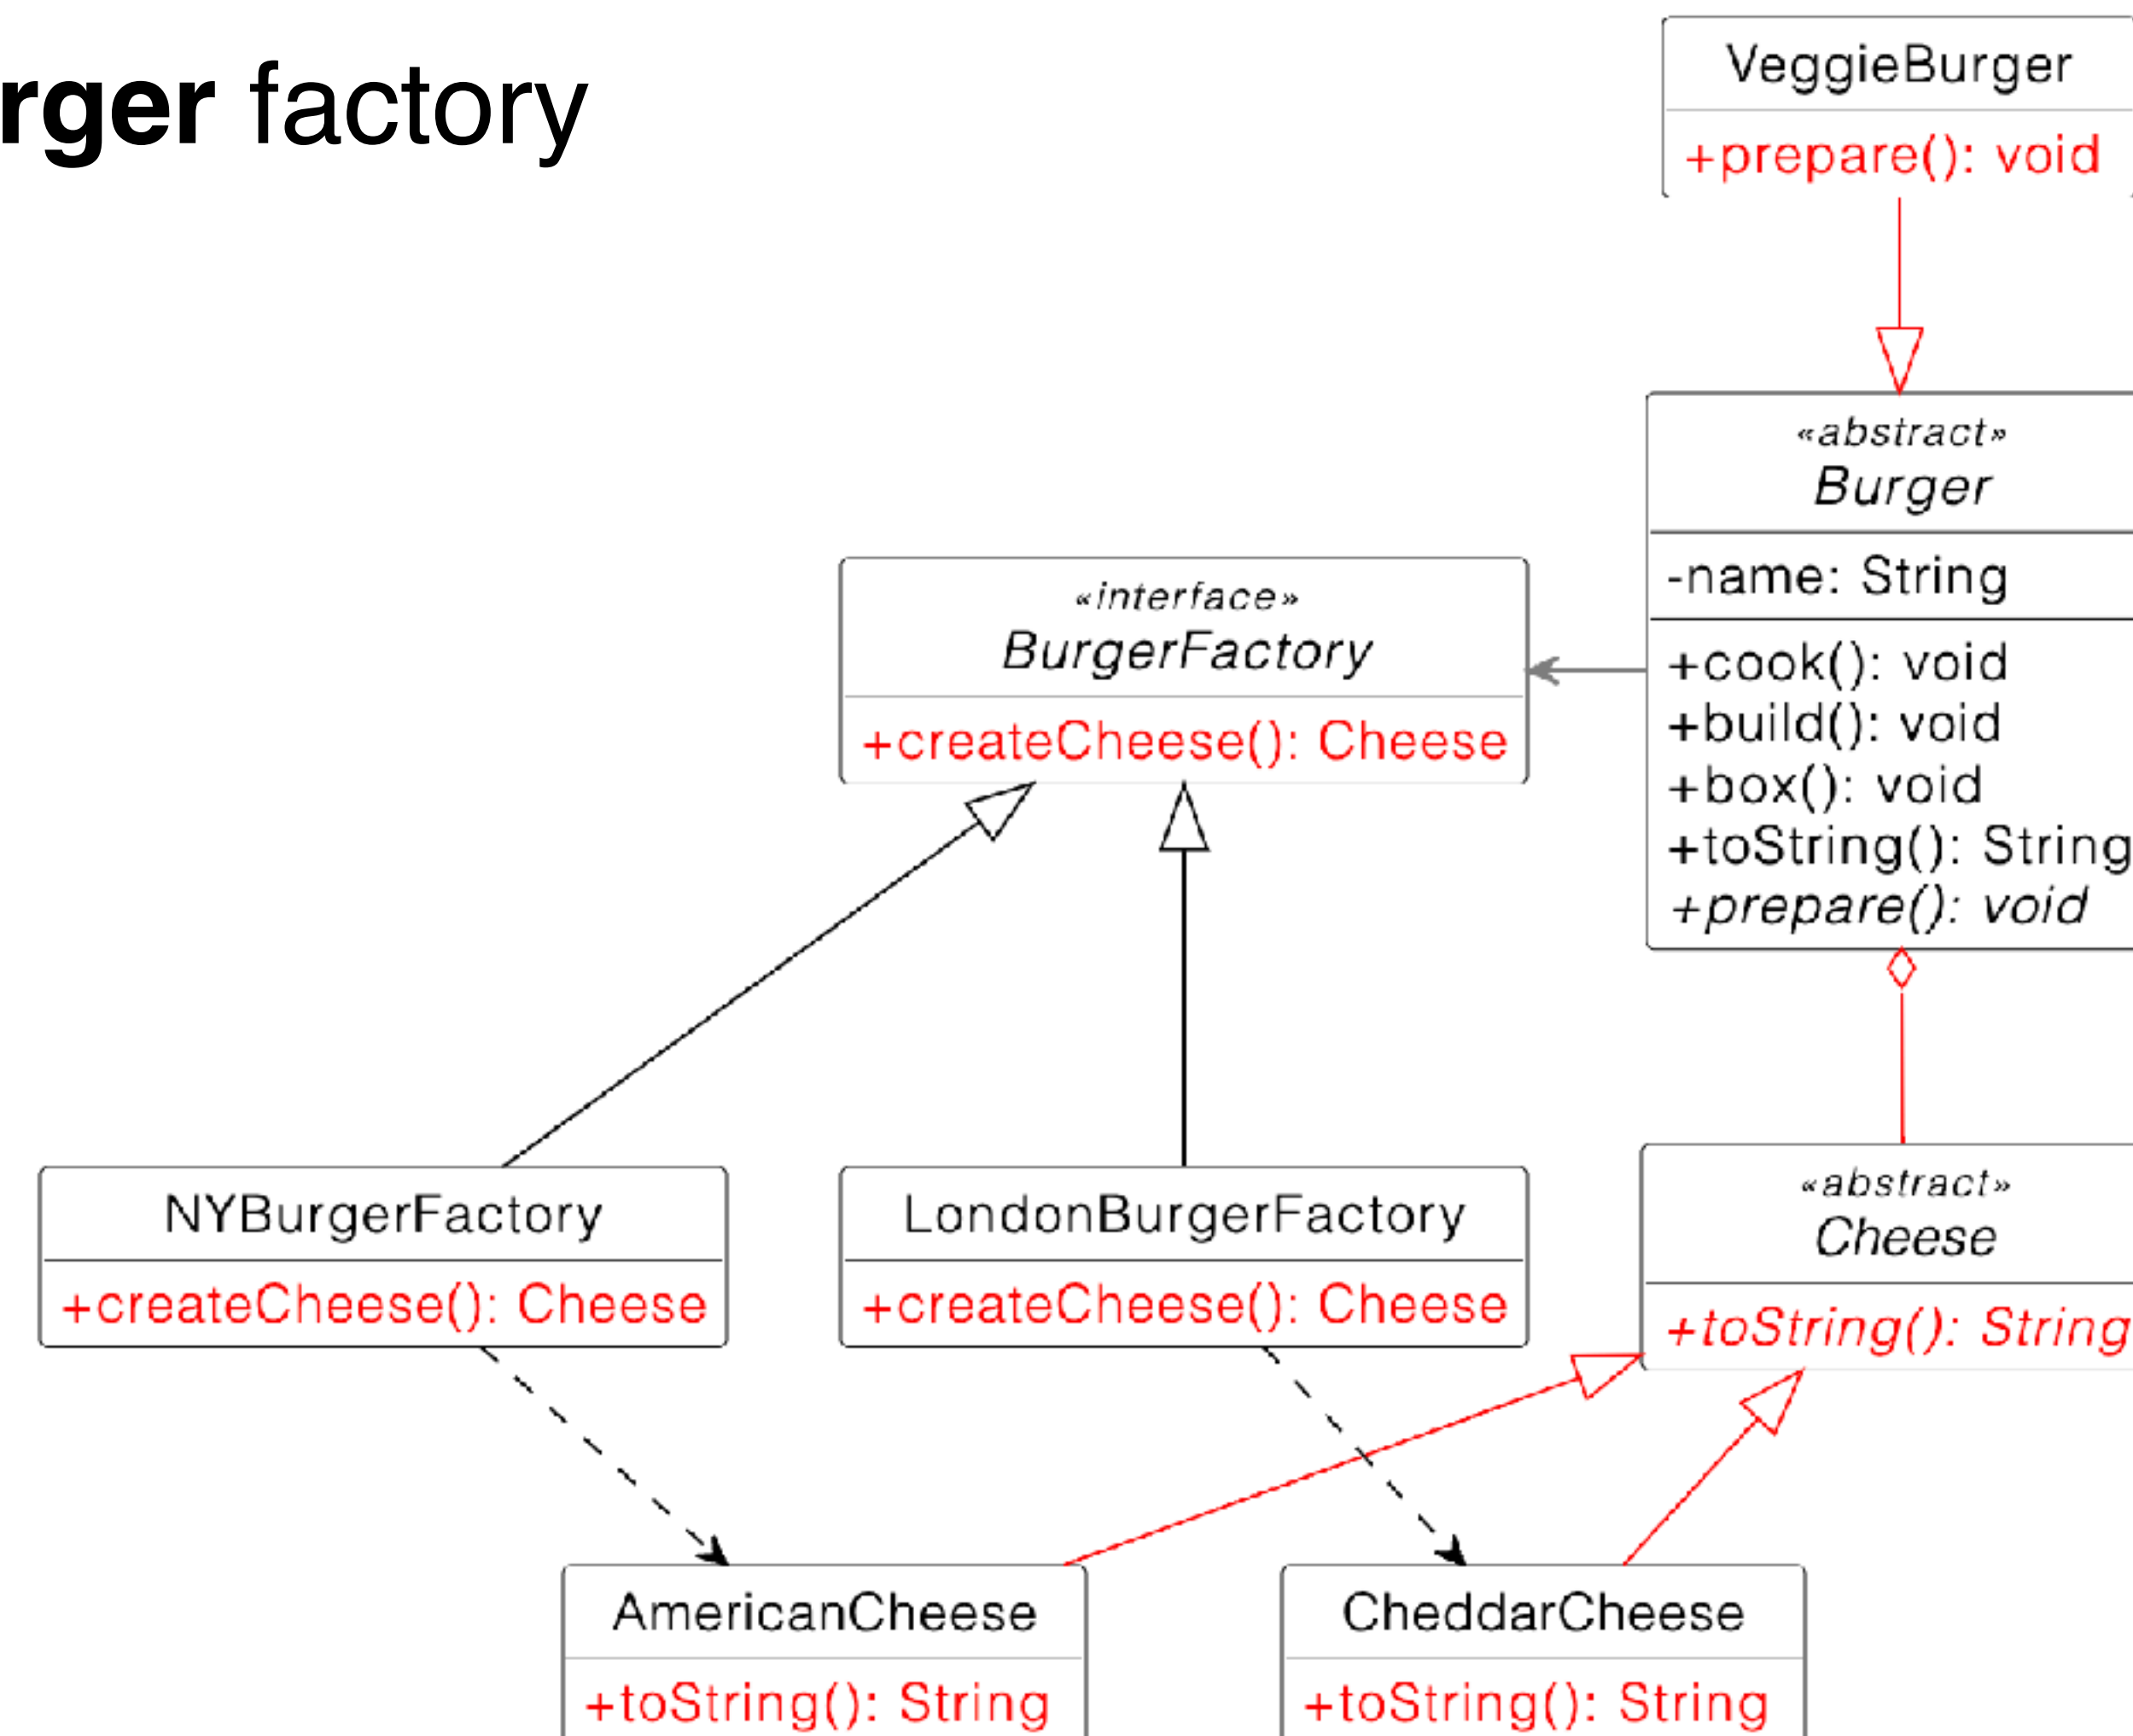 rger factory
VeggieBurger
+prepare(): void
«abstract»
Burger
-name: String
+cook(): void
+build(): void
+box(): void
+toString(): String
+prepare(): void
«interface»
BurgerFactory
+createCheese(): Cheese
NYBurgerFactory
+createCheese(): Cheese
LondonBurgerFactory
+createCheese(): Cheese
«abstract»
Cheese
+toString(): String
AmericanCheese
+toString(): String
CheddarCheese
+toString(): String